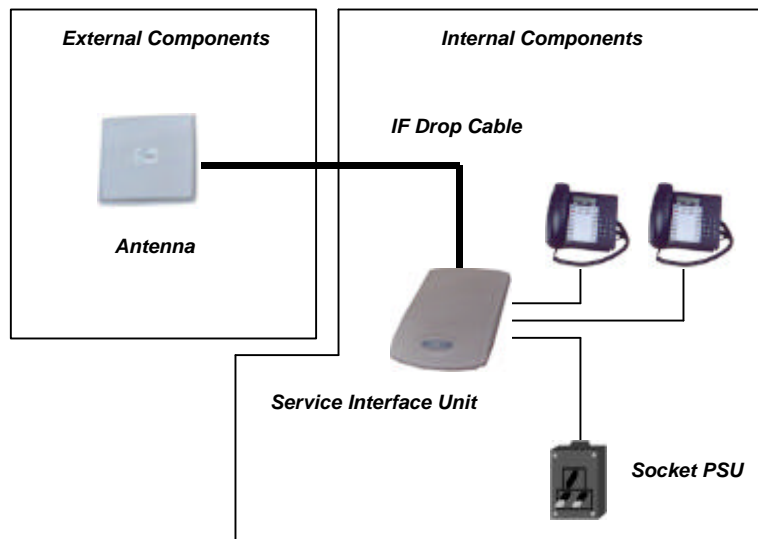 External Components
Internal Components
IF Drop Cable
Antenna
Service Interface Unit
Socket PSU